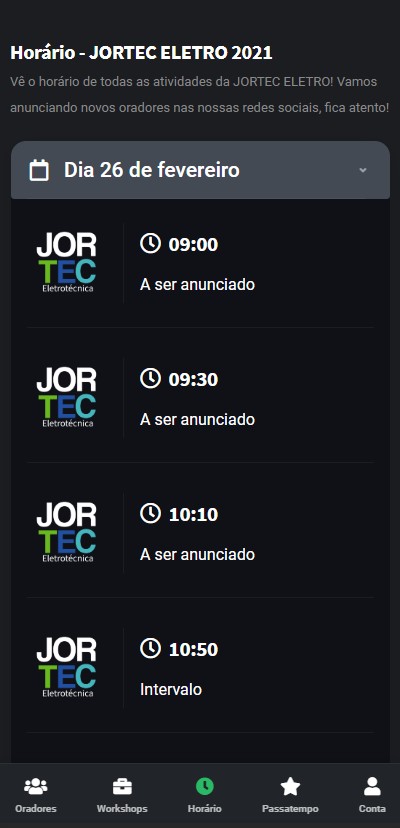 Horário - JORTEC ELETRO 2021
Vê o horário de todas as atividades da JORTEC ELETRO! Vamos
anunciando novos oradores nas nossas redes sociais, fica atento!
Dia 26 de fevereiro
JOR
TEC
Eletrotécnica
09:00
A ser anunciado
JOR
TEC
Eletrotécnica
09:30
A ser anunciado
JOR
TEC
Eletrotécnica
10:10
A ser anunciado
JOR
TEC
Eletrotécnica
10:50
Intervalo
Oradores
Workshops
Horário
Passatempo
Conta